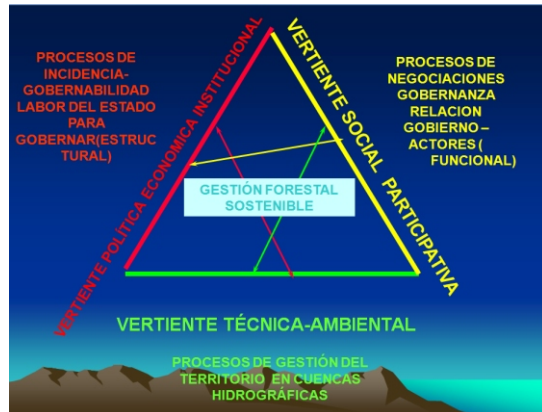 PROCESOS DE
INCIDENCIA-
GOBERNABILIDAD
LABOR DEL ESTADO
PARA
GOBERNAR(ESTRUC
TURAL)
VERTIENTE POLÍTICA ECONOMICA INSTITUCIONAL
VERTIENTE SOCIAL PARTICIPATIVA
PROCESOS DE
NEGOCIACIONES
GOBERNANZA
RELACION
GOBIERNO –
ACTORES (
FUNCIONAL)
GESTIÓN FORESTAL
SOSTENIBLE
VERTIENTE TÉCNICA-AMBIENTAL
PROCESOS DE GESTIÓN DEL
TERRITORIO EN CUENCAS
HIDROGRÁFICAS